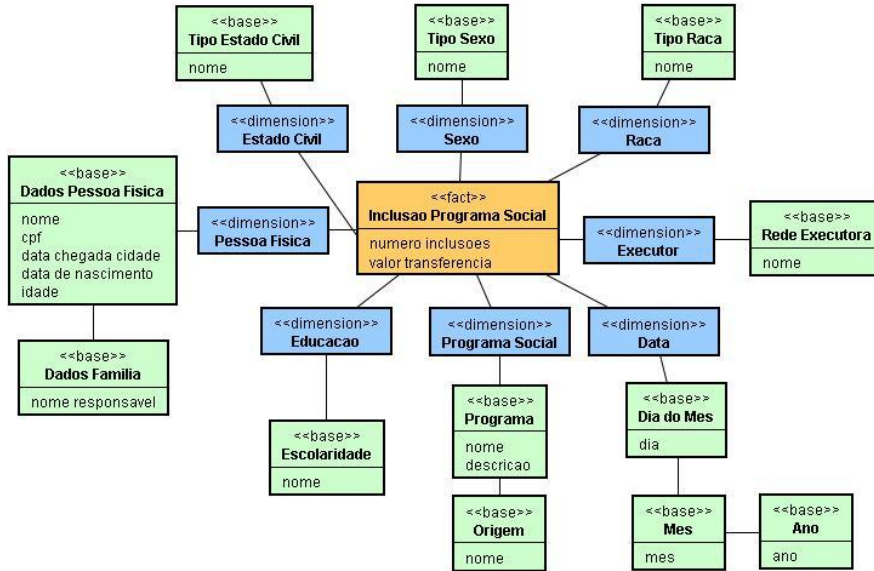 <<base>>
Tipo Estado Civil
nome
<<base>>
Tipo Sexo
nome
<<base>>
Tipo Raca
nome
<<dimension>>
Estado Civil
<<dimension>>
Sexo
<<dimension>>
Raca
<<base>>
Dados Pessoa Fisica
nome
cpf
data chegada cidade
data de nascimento
idade
<<dimension>>
Pessoa Fisica
<<fact>>
Inclusao Programa Social
numero inclusoes
valor transferencia
<<dimension>>
Executor
<<base>>
Rede Executora
nome
<<dimension>>
Educacao
<<dimension>>
Programa Social
<<dimension>>
Data
<<base>>
Dados Familia
nome responsavel
<<base>>
Escolaridade
nome
<<base>>
Programa
nome
descricao
<<base>>
Dia do Mes
dia
<<base>>
Origem
nome
<<base>>
Mes
mes
<<base>>
Ano
ano